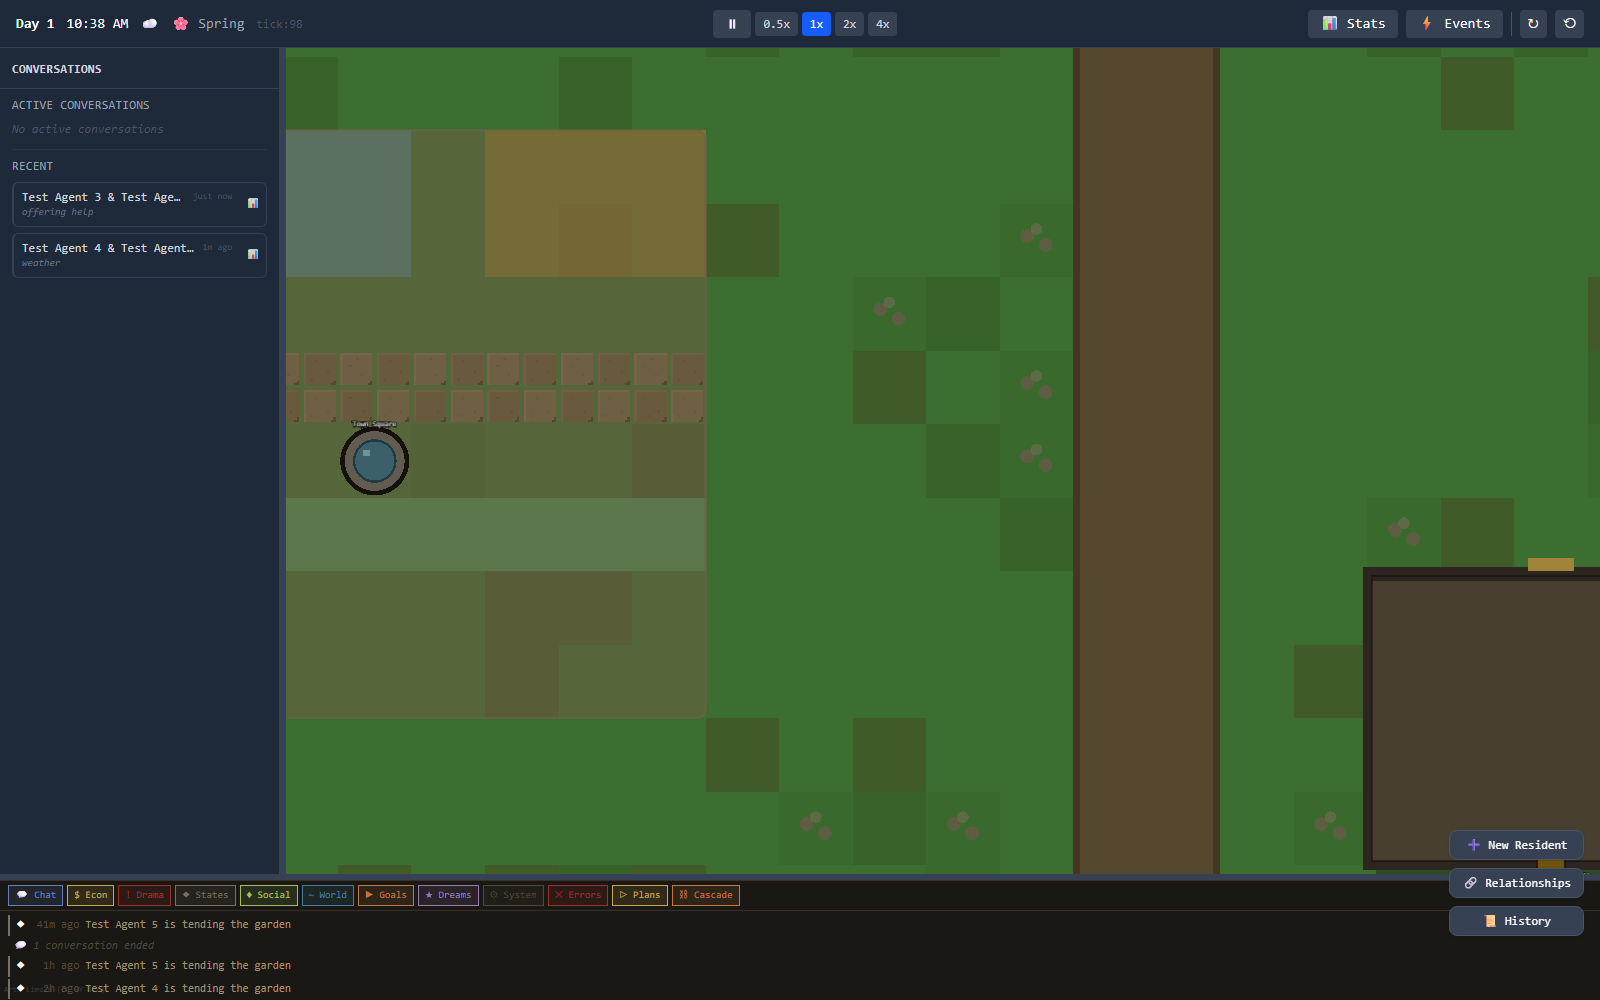 Day 1 10:38 AM Spring tick:98
0.5x 1x 2x 4x
Stats Events
CONVERSATIONS
ACTIVE CONVERSATIONS
No active conversations
RECENT
Test Agent 3 & Test Age… just now
offering help
Test Agent 4 & Test Agent… 1m ago
weather
Town Square
New Resident
Relationships
History
Chat $ Econ ! Drama States Social ~ World Goals Dreams System Errors Plans Cascade
41m ago Test Agent 5 is tending the garden
1 conversation ended
1h ago Test Agent 5 is tending the garden
2h ago Test Agent 4 is tending the garden